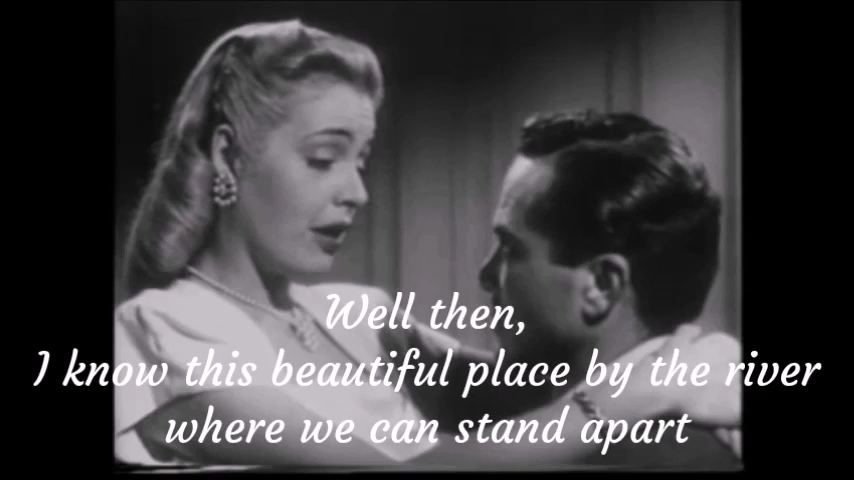 Well then,
I know this beautiful place by the river
where we can stand apart